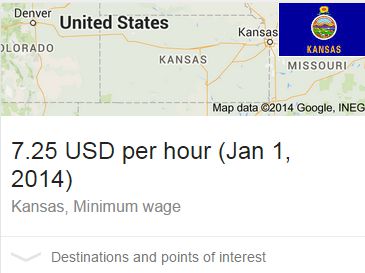 Denver
United States
Kansas
KANSAS
OLORADO
KANSAS
MISSOURI
Map data ©2014 Google, INEG
7.25 USD per hour (Jan 1,
2014)
Kansas, Minimum wage
Destinations and points of interest